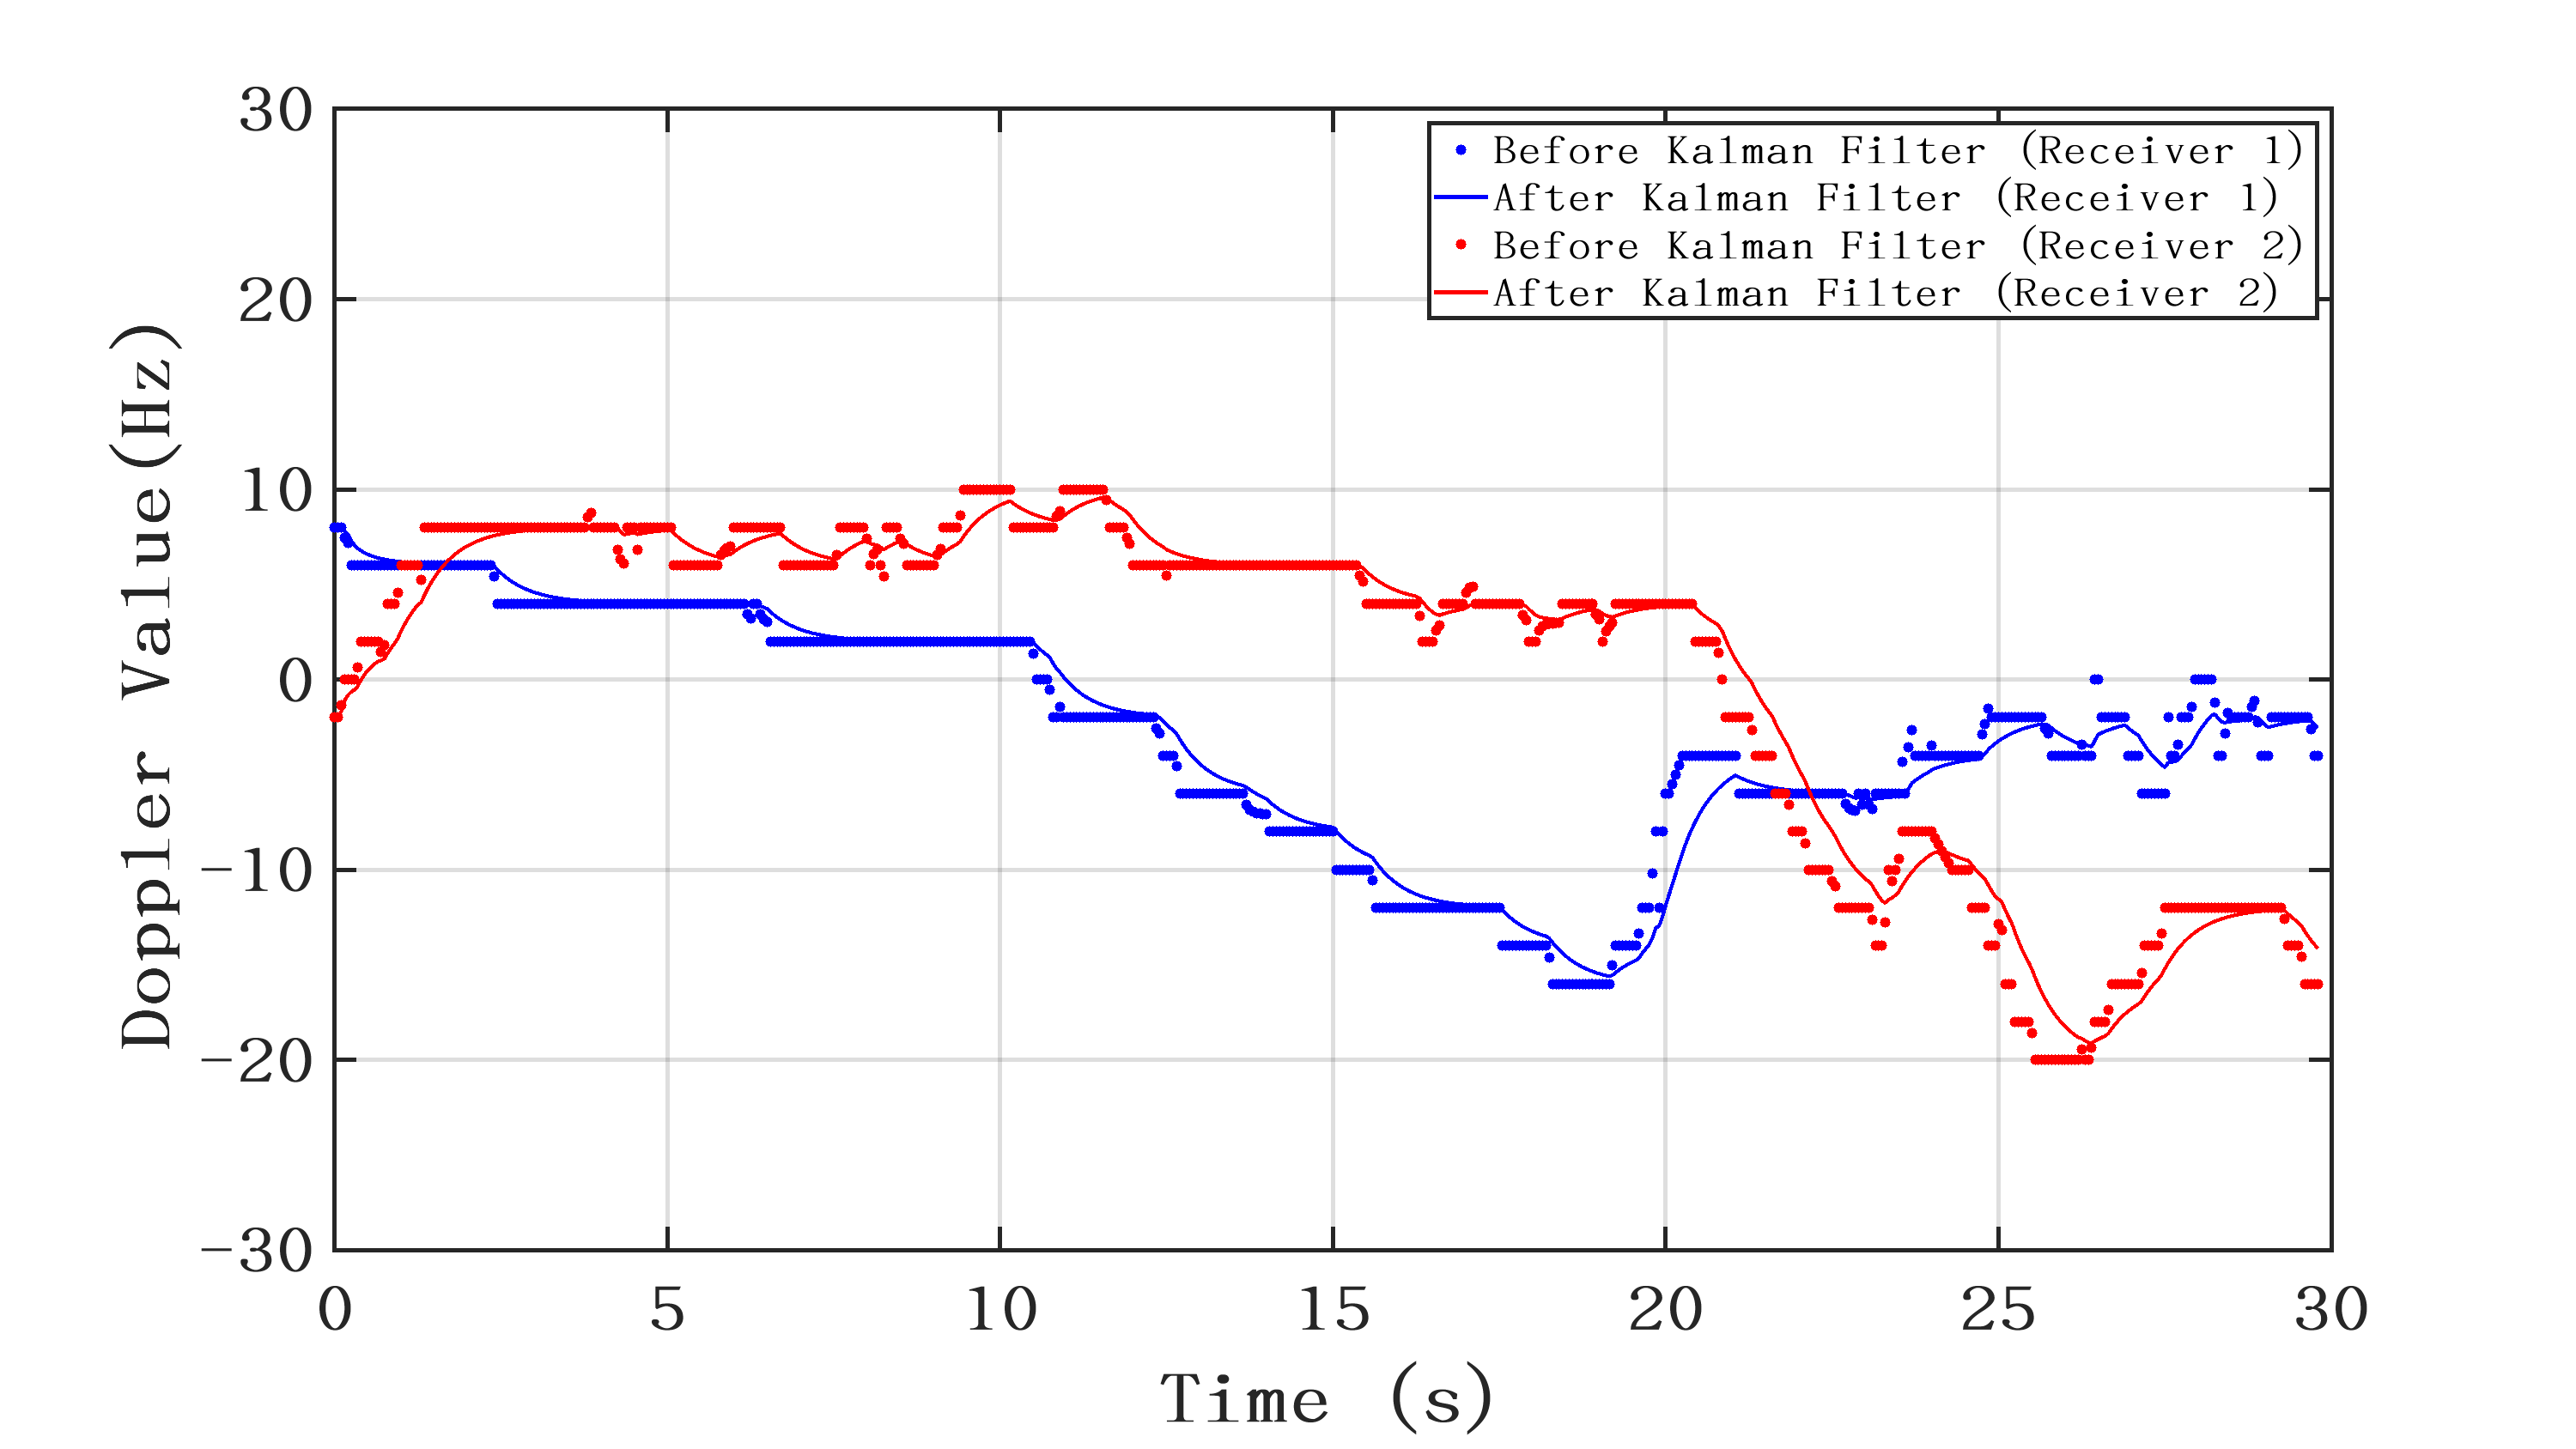 Before Kalman Filter (Receiver 1)
After Kalman Filter (Receiver 1)
Before Kalman Filter (Receiver 2)
After Kalman Filter (Receiver 2)
Doppler Value(Hz)
30
20
10
0
−10
−20
−30
0 5 10 15 20 25 30
Time (s)